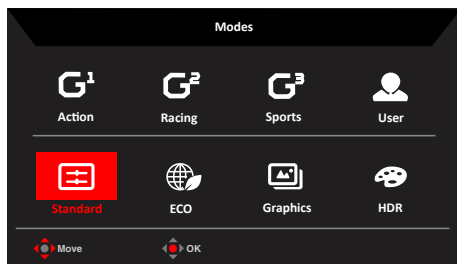 Modes
G¹ G² G³
Action Racing Sports User
Standard ECO Graphics HDR
Move OK